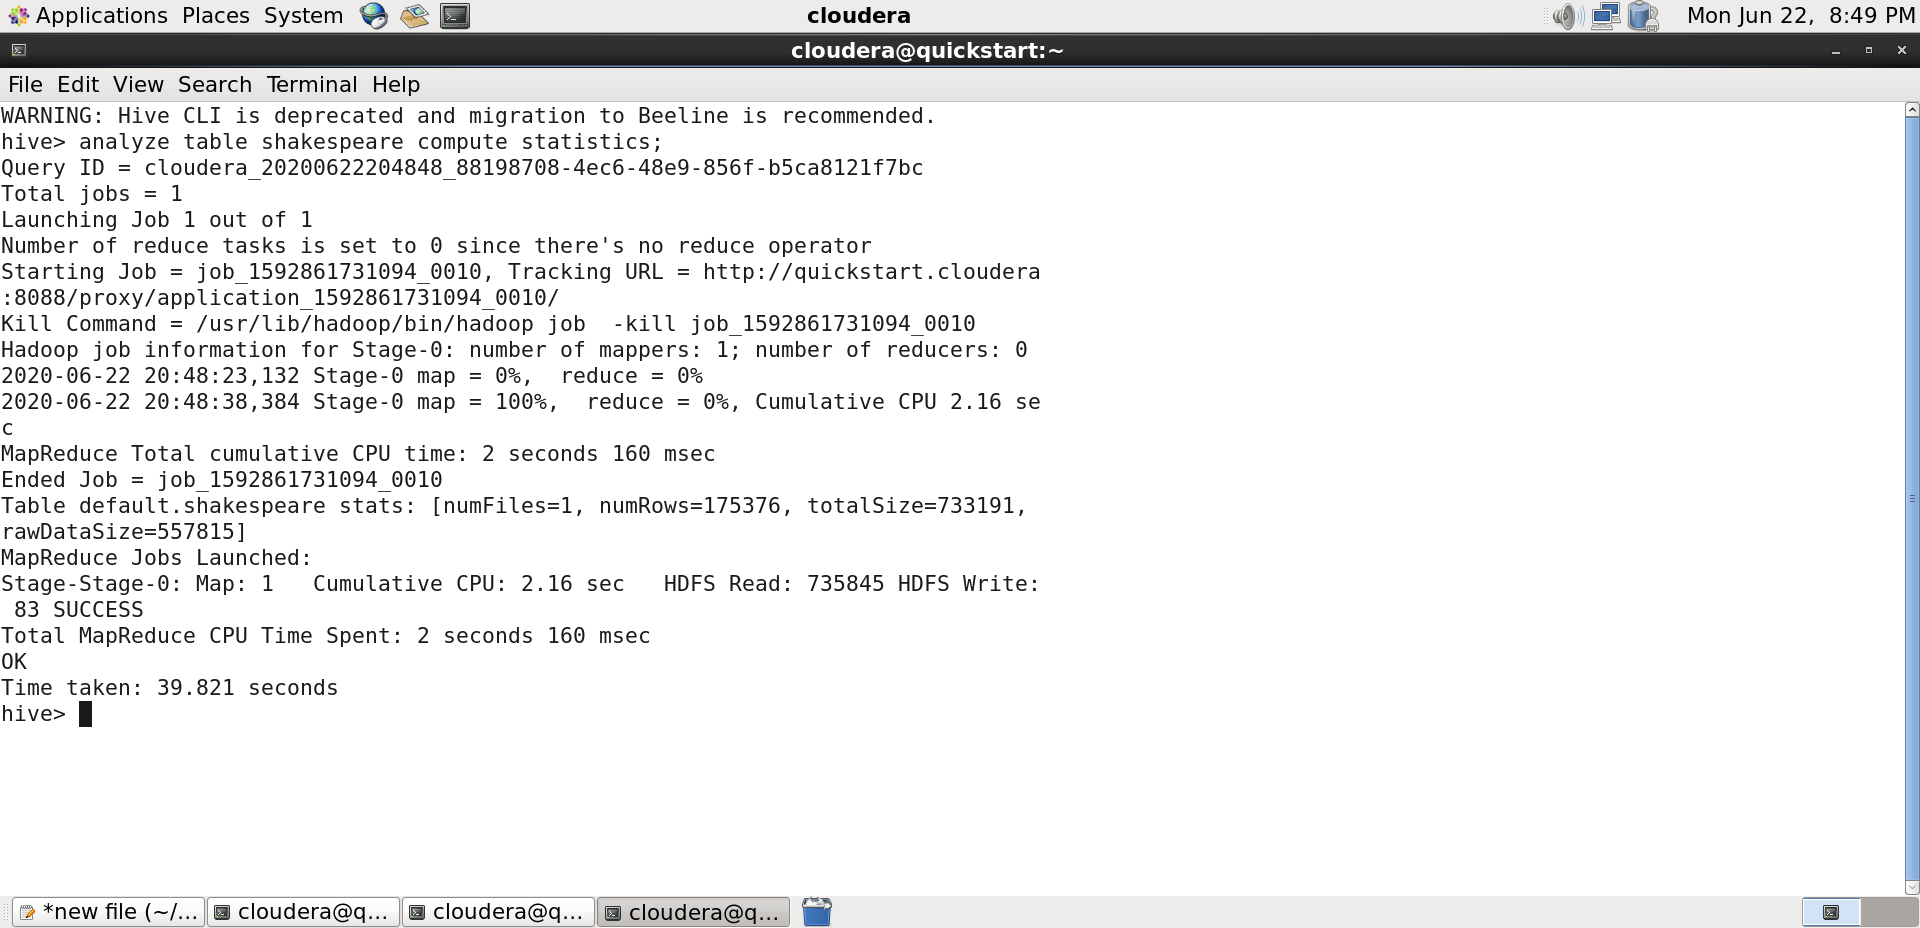 Applications Places System cloudera Mon Jun 22, 8:49 PM
cloudera@quickstart:~
File Edit View Search Terminal Help
WARNING: Hive CLI is deprecated and migration to Beeline is recommended.
hive> analyze table shakespeare compute statistics;
Query ID = cloudera_20200622204848_88198708-4ec6-48e9-856f-b5ca8121f7bc
Total jobs = 1
Launching Job 1 out of 1
Number of reduce tasks is set to 0 since there's no reduce operator
Starting Job = job_1592861731094_0010, Tracking URL = http://quickstart.cloudera
:8088/proxy/application_1592861731094_0010/
Kill Command = /usr/lib/hadoop/bin/hadoop job  -kill job_1592861731094_0010
Hadoop job information for Stage-0: number of mappers: 1; number of reducers: 0
2020-06-22 20:48:23,132 Stage-0 map = 0%,  reduce = 0%
2020-06-22 20:48:38,384 Stage-0 map = 100%,  reduce = 0%, Cumulative CPU 2.16 se
c
MapReduce Total cumulative CPU time: 2 seconds 160 msec
Ended Job = job_1592861731094_0010
Table default.shakespeare stats: [numFiles=1, numRows=175376, totalSize=733191,
rawDataSize=557815]
MapReduce Jobs Launched:
Stage-Stage-0: Map: 1   Cumulative CPU: 2.16 sec   HDFS Read: 735845 HDFS Write:
 83 SUCCESS
Total MapReduce CPU Time Spent: 2 seconds 160 msec
OK
Time taken: 39.821 seconds
hive>
*new file (~/... cloudera@q... cloudera@q... cloudera@q...